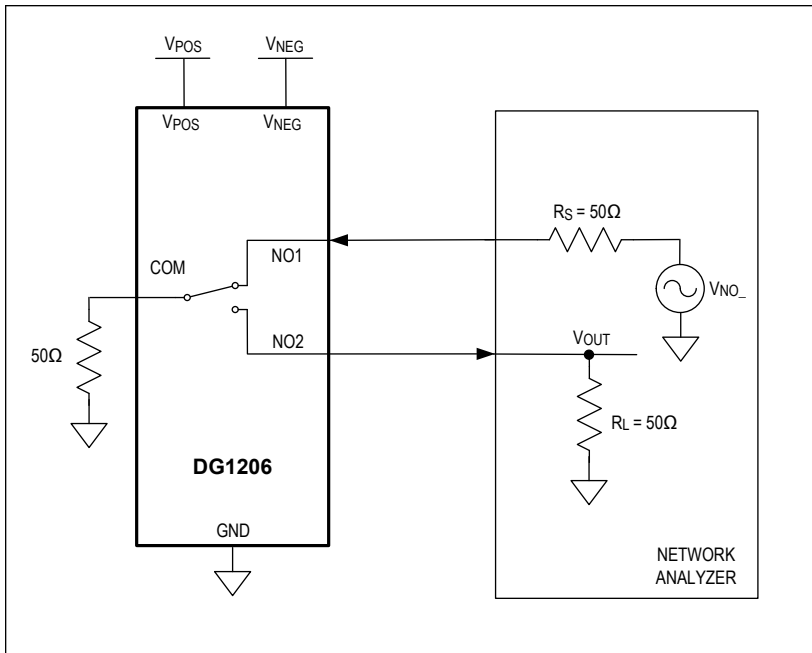 VPOS
VNEG
VPOS
VNEG
RS = 50Ω
NO1
COM
VNO_
NO2
VOUT
50Ω
RL = 50Ω
DG1206
GND
NETWORK
ANALYZER